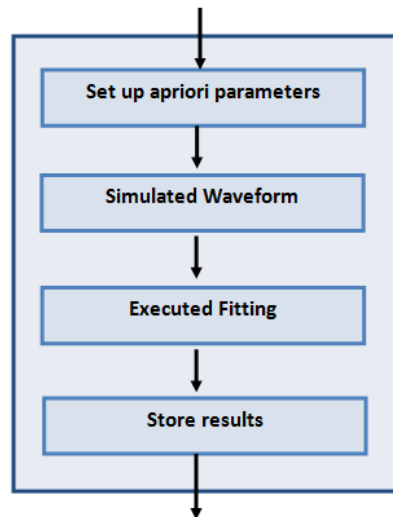 Set up apriori parameters
Simulated Waveform
Executed Fitting
Store results